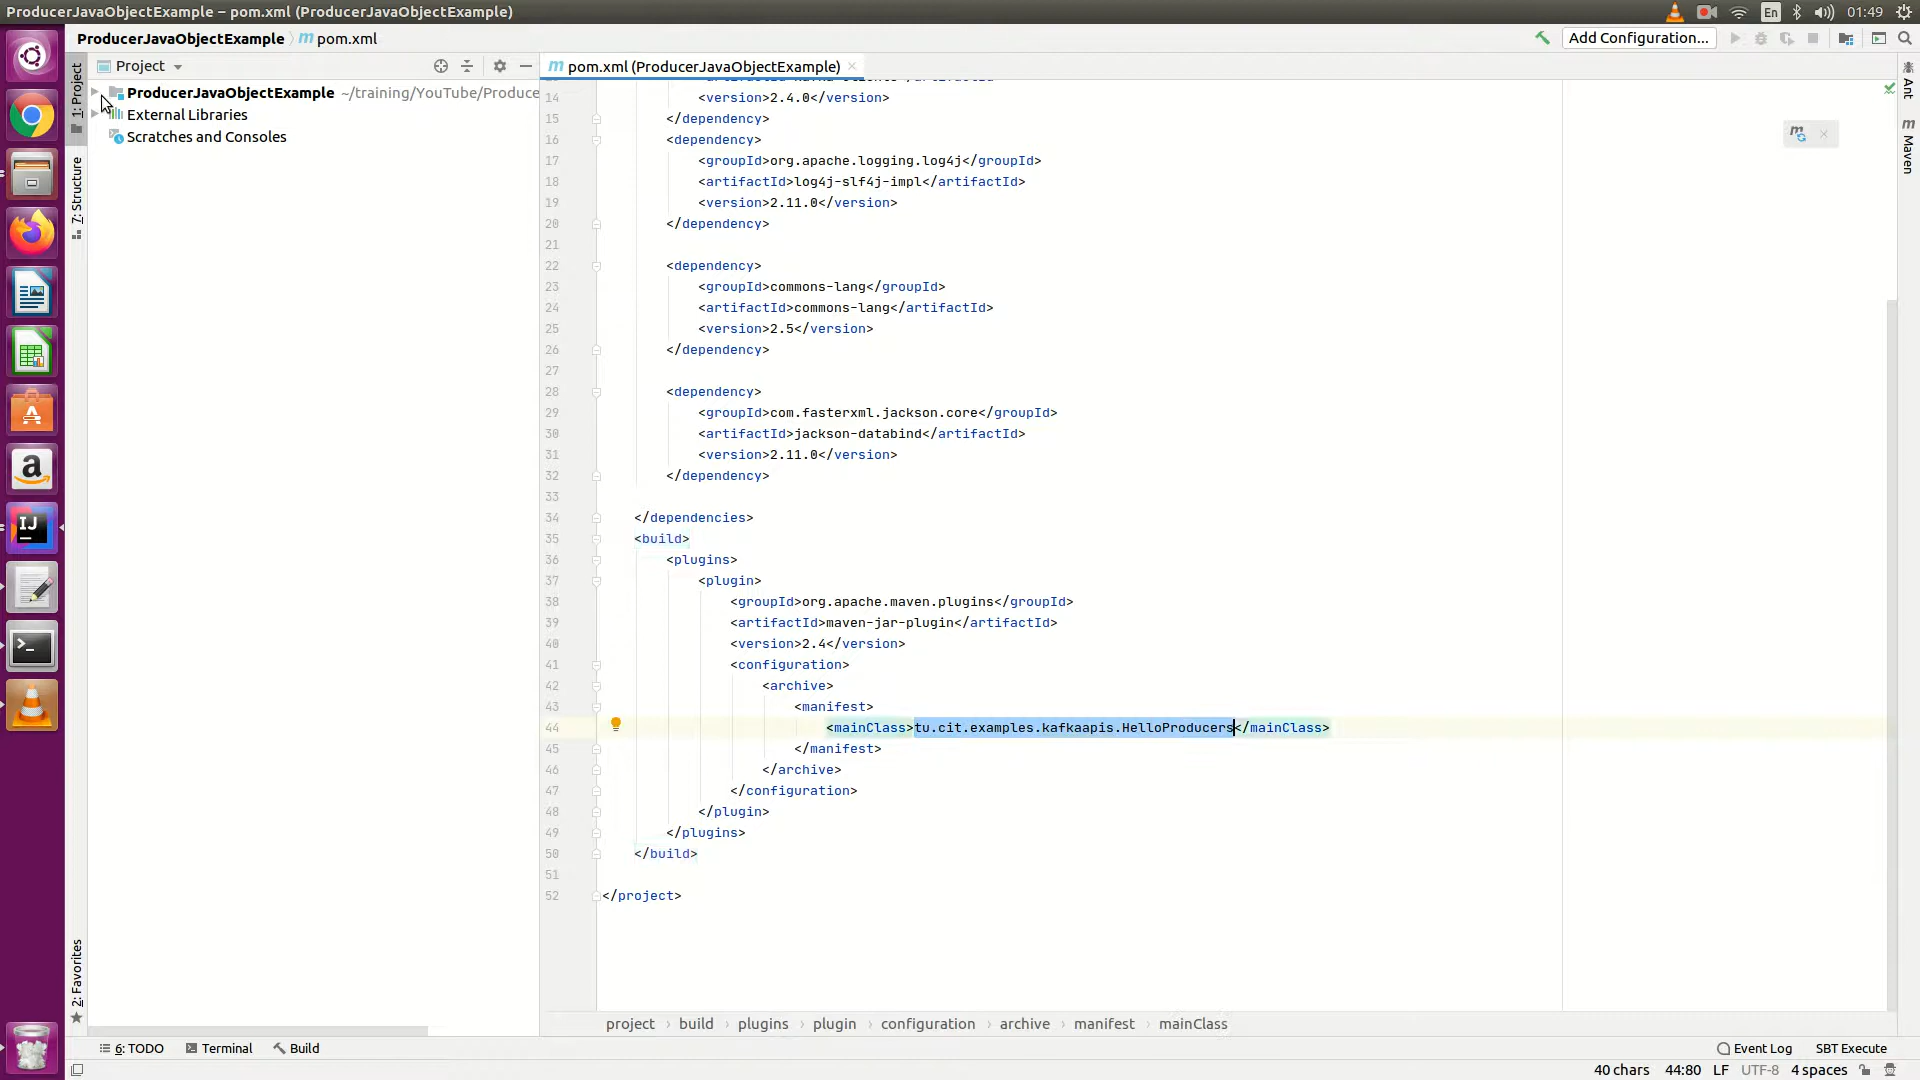 ProducerJavaObjectExample – pom.xml (ProducerJavaObjectExample)
En
01:49
ProducerJavaObjectExample
pom.xml
Add Configuration...
1: Project
Project
pom.xml (ProducerJavaObjectExample)
ProducerJavaObjectExample ~/training/YouTube/Produce
External Libraries
Scratches and Consoles
7: Structure
2: Favorites
Ant
Maven
14 <version>2.4.0</version>
15 </dependency>
16 <dependency>
17 <groupId>org.apache.logging.log4j</groupId>
18 <artifactId>log4j-slf4j-impl</artifactId>
19 <version>2.11.0</version>
20 </dependency>
21
22 <dependency>
23 <groupId>commons-lang</groupId>
24 <artifactId>commons-lang</artifactId>
25 <version>2.5</version>
26 </dependency>
27
28 <dependency>
29 <groupId>com.fasterxml.jackson.core</groupId>
30 <artifactId>jackson-databind</artifactId>
31 <version>2.11.0</version>
32 </dependency>
33
34 </dependencies>
35 <build>
36 <plugins>
37 <plugin>
38 <groupId>org.apache.maven.plugins</groupId>
39 <artifactId>maven-jar-plugin</artifactId>
40 <version>2.4</version>
41 <configuration>
42 <archive>
43 <manifest>
44 <mainClass>tu.cit.examples.kafkaapis.HelloProducers</mainClass>
45 </manifest>
46 </archive>
47 </configuration>
48 </plugin>
49 </plugins>
50 </build>
51
52 </project>
project › build › plugins › plugin › configuration › archive › manifest › mainClass
6: TODO
Terminal
Build
Event Log
SBT Execute
40 chars
44:80
LF
UTF-8
4 spaces